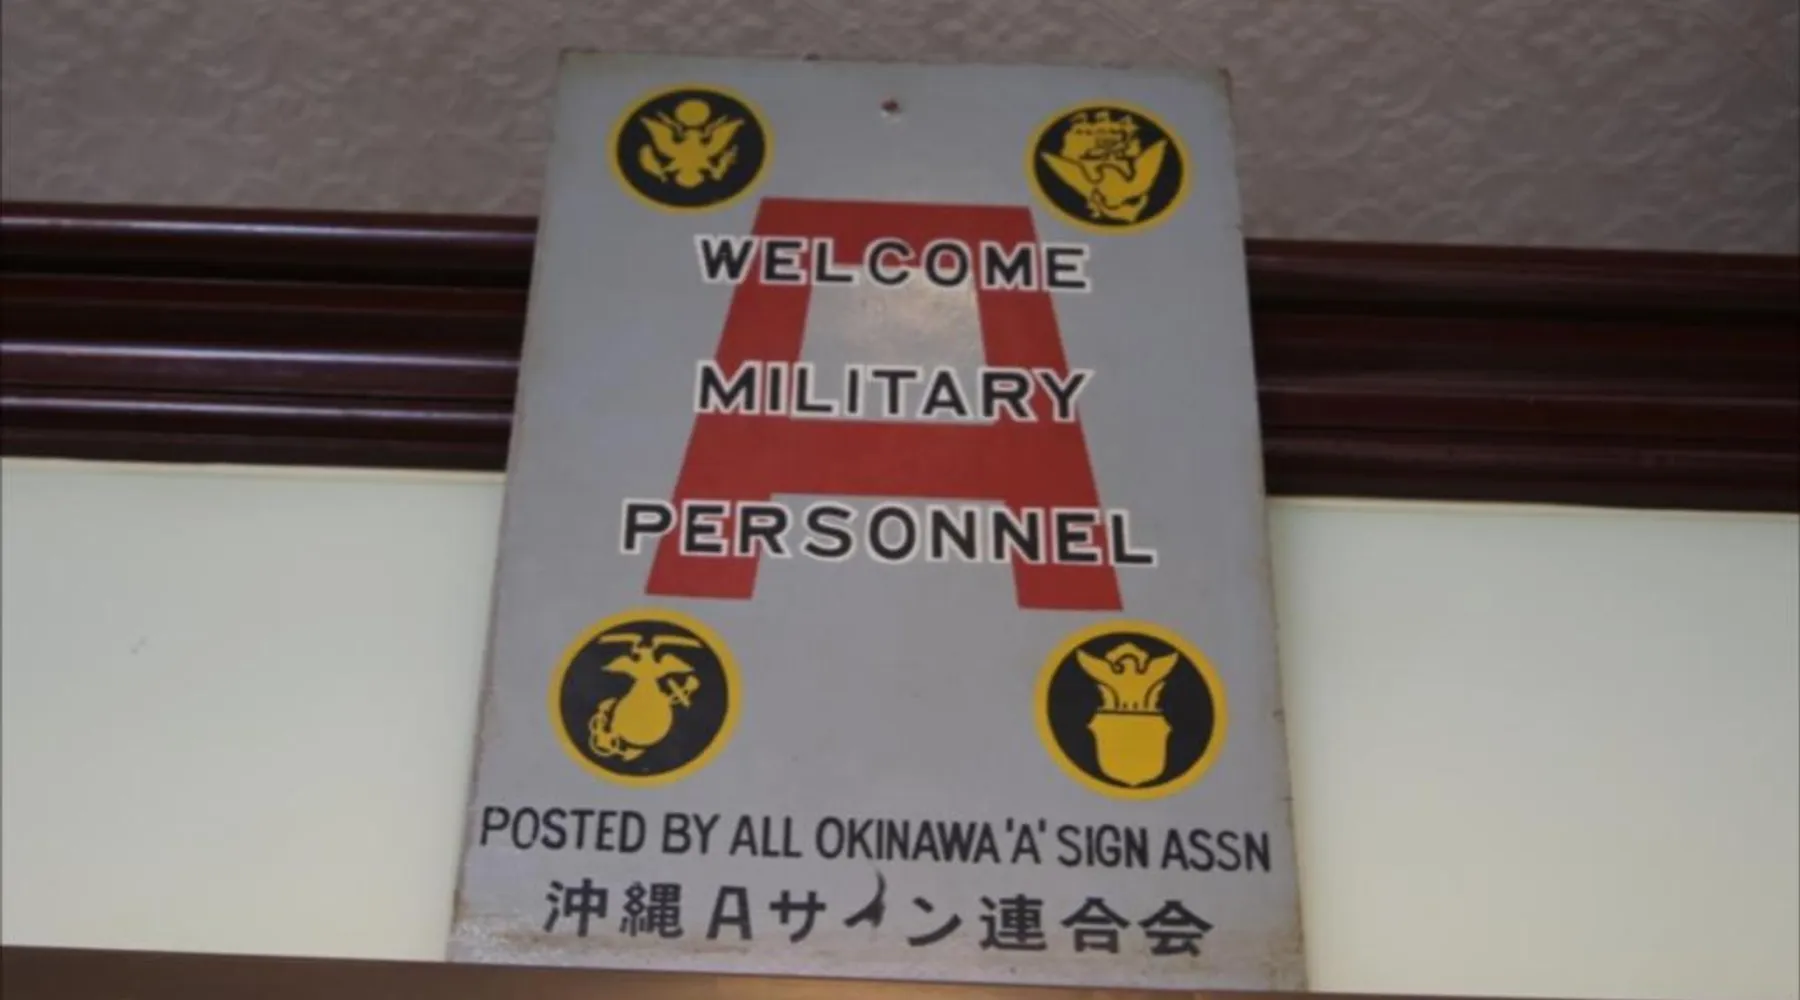 WELCOME
MILITARY
PERSONNEL
POSTED BY ALL OKINAWA 'A' SIGN ASSN
沖縄Aサイン連合会